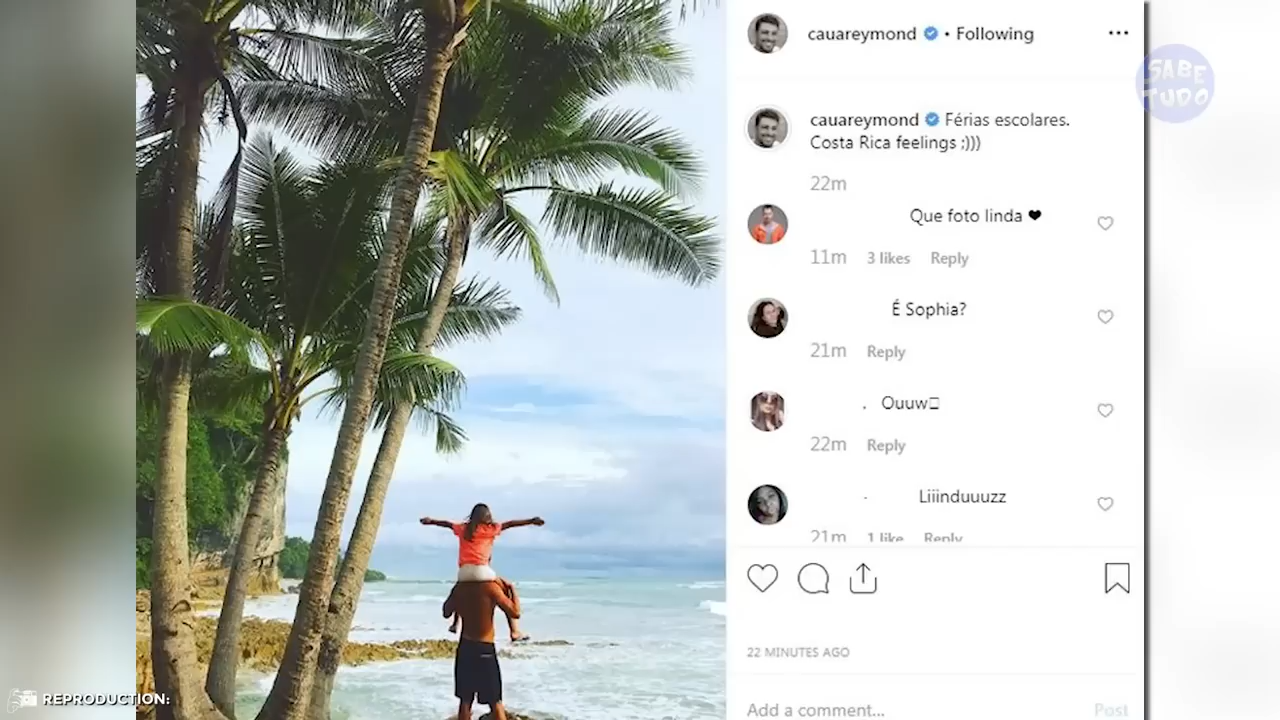 cauareymond • Following
SABE
TUDO
cauareymond Férias escolares.
Costa Rica feelings ;)))
22m
Que foto linda ❤
11m 3 likes Reply
É Sophia?
21m Reply
. Ouuw□
22m Reply
· Liiinduuuzz
21m 1 like Reply
22 MINUTES AGO
Add a comment... Post
REPRODUCTION: